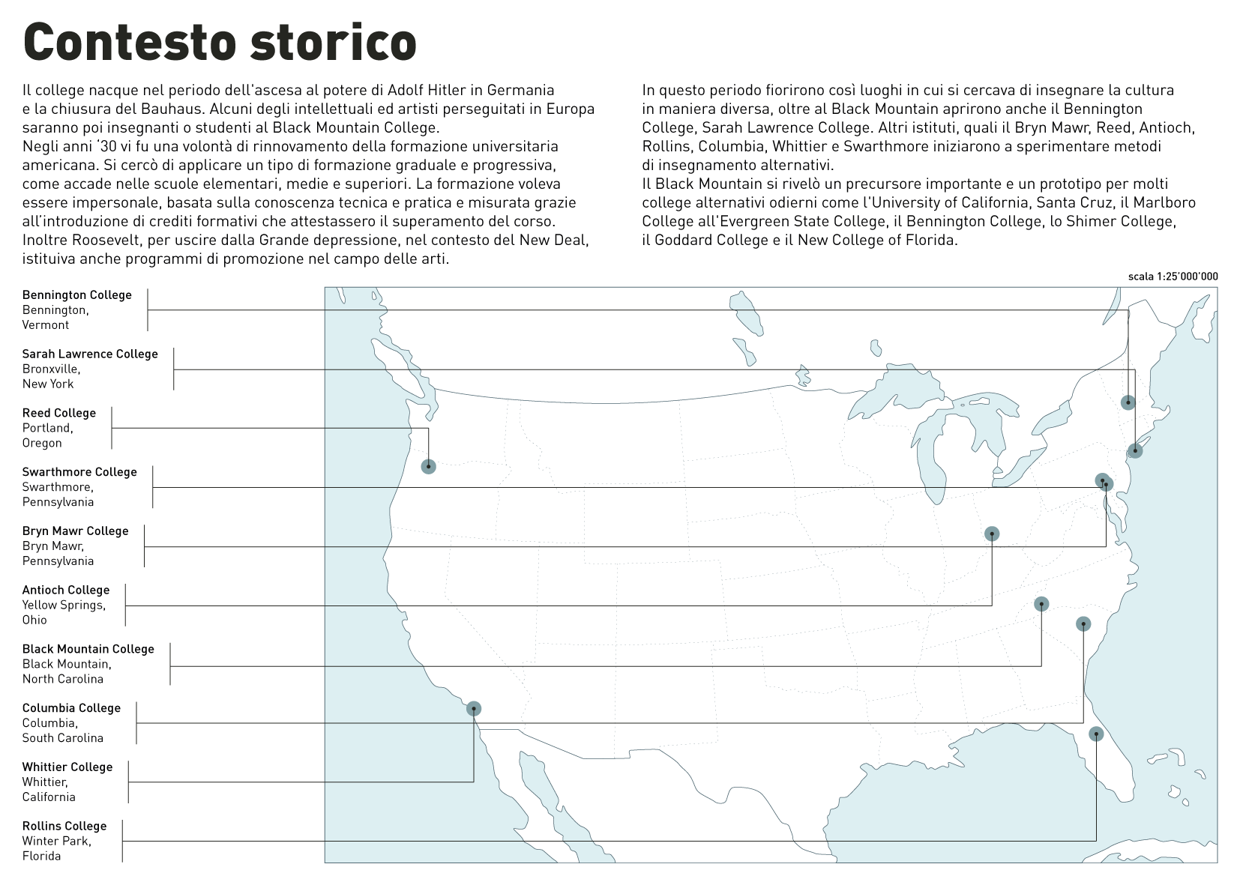 Contesto storico
Il college nacque nel periodo dell'ascesa al potere di Adolf Hitler in Germania
e la chiusura del Bauhaus. Alcuni degli intellettuali ed artisti perseguitati in Europa
saranno poi insegnanti o studenti al Black Mountain College.
Negli anni '30 vi fu una volontà di rinnovamento della formazione universitaria
americana. Si cercò di applicare un tipo di formazione graduale e progressiva,
come accade nelle scuole elementari, medie e superiori. La formazione voleva
essere impersonale, basata sulla conoscenza tecnica e pratica e misurata grazie
all'introduzione di crediti formativi che attestassero il superamento del corso.
Inoltre Roosevelt, per uscire dalla Grande depressione, nel contesto del New Deal,
istituiva anche programmi di promozione nel campo delle arti.
In questo periodo fiorirono così luoghi in cui si cercava di insegnare la cultura
in maniera diversa, oltre al Black Mountain aprirono anche il Bennington
College, Sarah Lawrence College. Altri istituti, quali il Bryn Mawr, Reed, Antioch,
Rollins, Columbia, Whittier e Swarthmore iniziarono a sperimentare metodi
di insegnamento alternativi.
Il Black Mountain si rivelò un precursore importante e un prototipo per molti
college alternativi odierni come l'University of California, Santa Cruz, il Marlboro
College all'Evergreen State College, il Bennington College, lo Shimer College,
il Goddard College e il New College of Florida.
scala 1:25'000'000
Bennington College
Bennington,
Vermont
Sarah Lawrence College
Bronxville,
New York
Reed College
Portland,
Oregon
Swarthmore College
Swarthmore,
Pennsylvania
Bryn Mawr College
Bryn Mawr,
Pennsylvania
Antioch College
Yellow Springs,
Ohio
Black Mountain College
Black Mountain,
North Carolina
Columbia College
Columbia,
South Carolina
Whittier College
Whittier,
California
Rollins College
Winter Park,
Florida